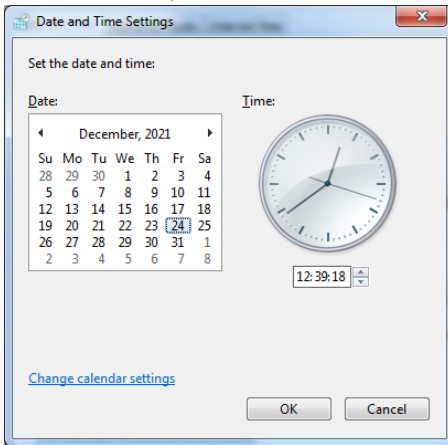 Date and Time Settings
Set the date and time:
Date:
Time:
December, 2021
Su Mo Tu We Th Fr Sa
28 29 30 1 2 3 4
5 6 7 8 9 10 11
12 13 14 15 16 17 18
19 20 21 22 23 24 25
26 27 28 29 30 31 1
2 3 4 5 6 7 8
12:39:18
Change calendar settings
OK
Cancel